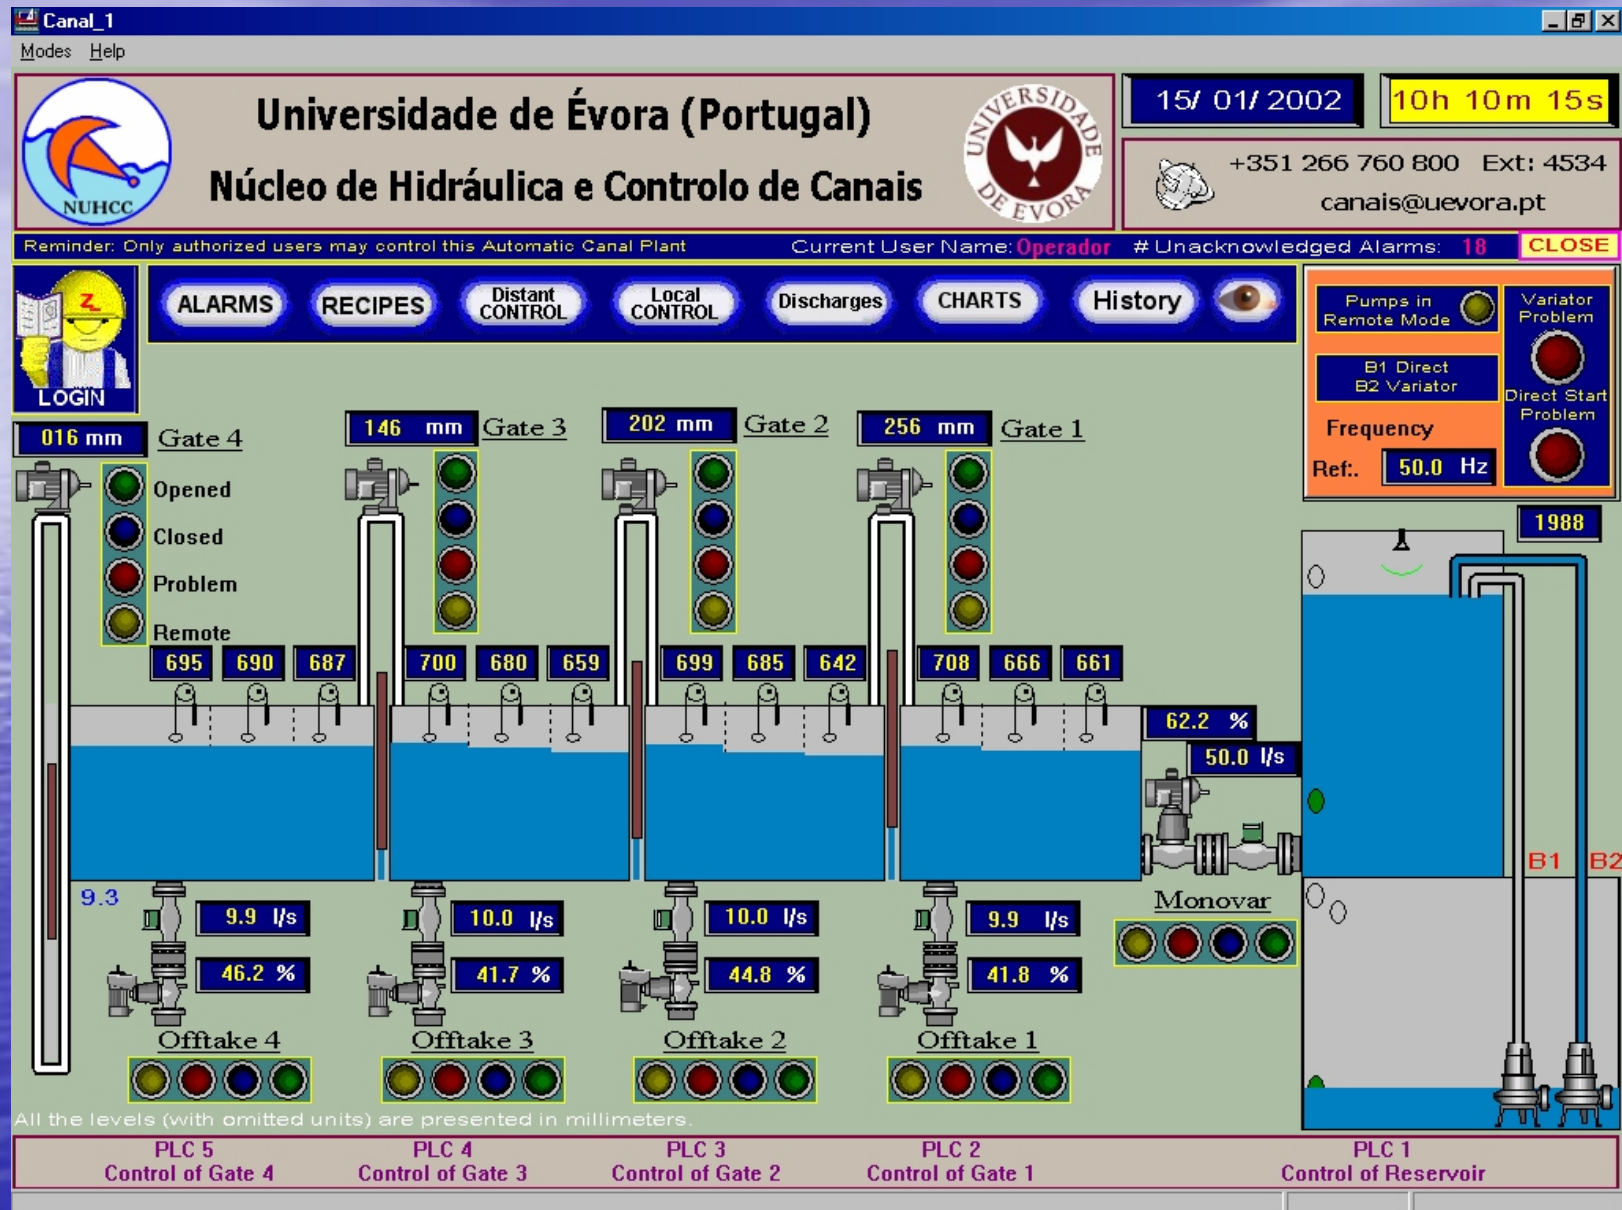 Canal_1
Modes Help
Universidade de Évora (Portugal)
Núcleo de Hidráulica e Controlo de Canais
NUHCC
UNIVERSIDADE DE EVORA
15/ 01/ 2002
10h 10m 15s
+351 266 760 800 Ext: 4534
canais@uevora.pt
Reminder: Only authorized users may control this Automatic Canal Plant
Current User Name: Operador
# Unacknowledged Alarms: 18
CLOSE
Z
LOGIN
ALARMS
RECIPES
Distant
CONTROL
Local
CONTROL
Discharges
CHARTS
History
Pumps in
Remote Mode
Variator
Problem
B1 Direct
B2 Variator
Direct Start
Problem
Frequency
Ref:. 50.0 Hz
016 mm Gate 4
146 mm Gate 3
202 mm Gate 2
256 mm Gate 1
Opened
Closed
Problem
Remote
1988
695 690 687 700 680 659 699 685 642 708 666 661
62.2 %
50.0 l/s
B1 B2
9.3
9.9 l/s
10.0 l/s
10.0 l/s
9.9 l/s
Monovar
46.2 %
41.7 %
44.8 %
41.8 %
Offtake 4
Offtake 3
Offtake 2
Offtake 1
All the levels (with omitted units) are presented in millimeters.
PLC 5
Control of Gate 4
PLC 4
Control of Gate 3
PLC 3
Control of Gate 2
PLC 2
Control of Gate 1
PLC 1
Control of Reservoir